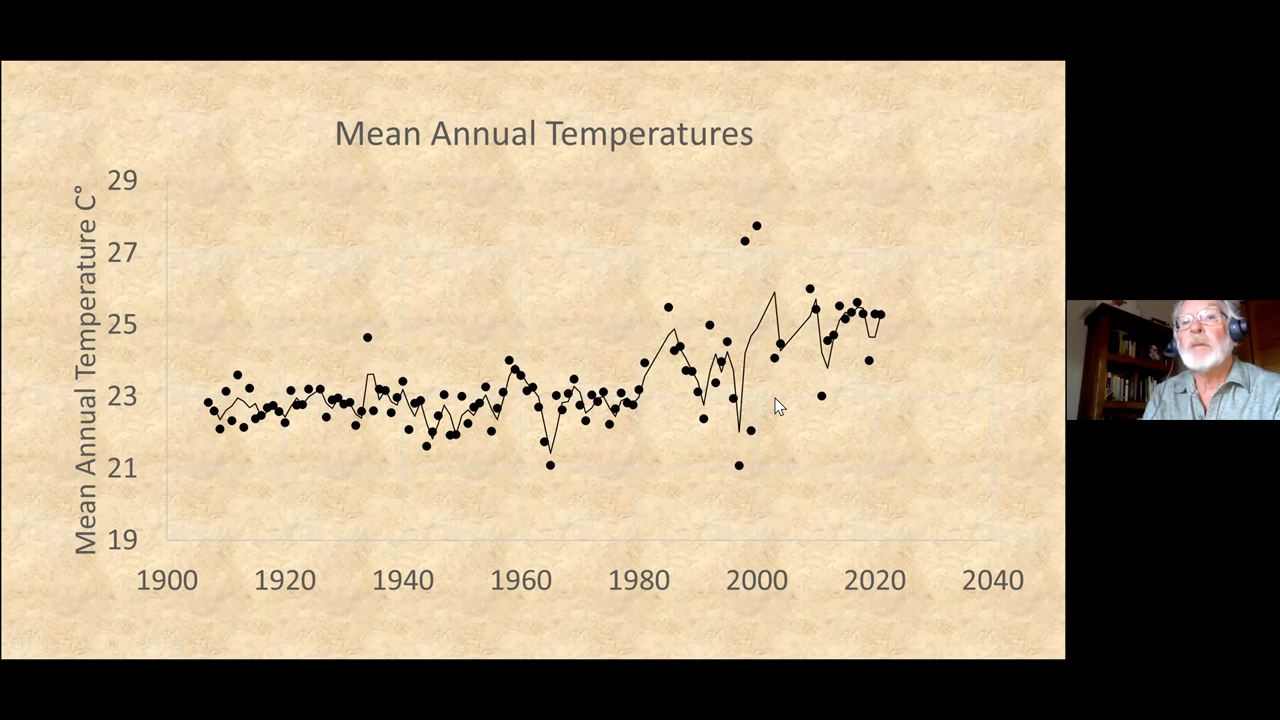 Mean Annual Temperatures
Mean Annual Temperature C°
29
27
25
23
21
19
1900 1920 1940 1960 1980 2000 2020 2040